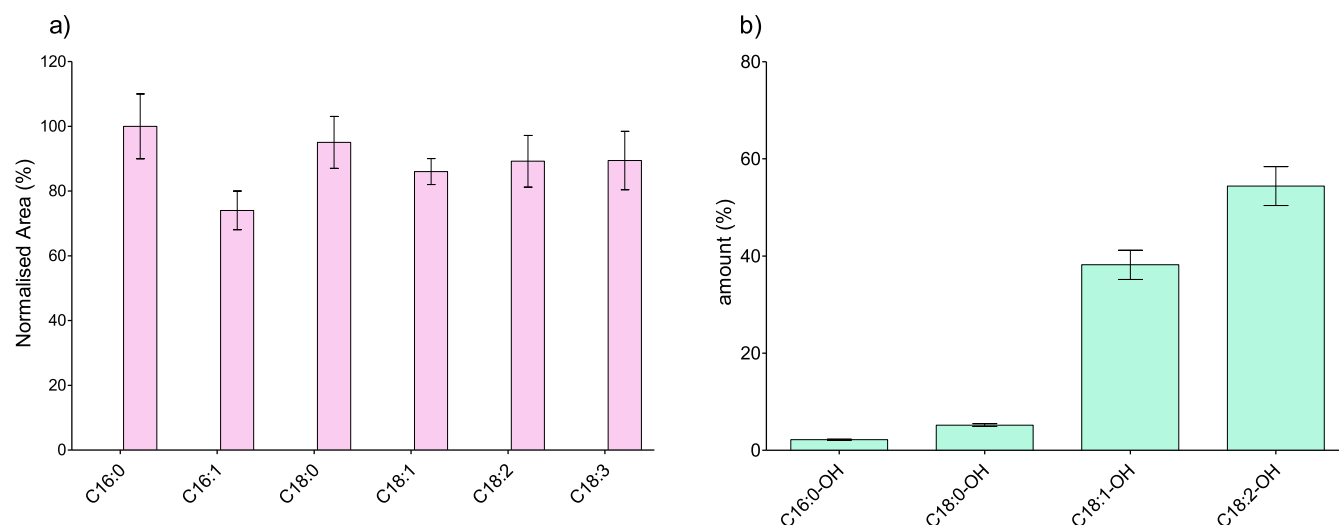 a)
Normalised Area (%)
120
100
80
60
40
20
0
C16:0
C16:1
C18:0
C18:1
C18:2
C18:3
b)
amount (%)
80
60
40
20
0
C16:0-OH
C18:0-OH
C18:1-OH
C18:2-OH